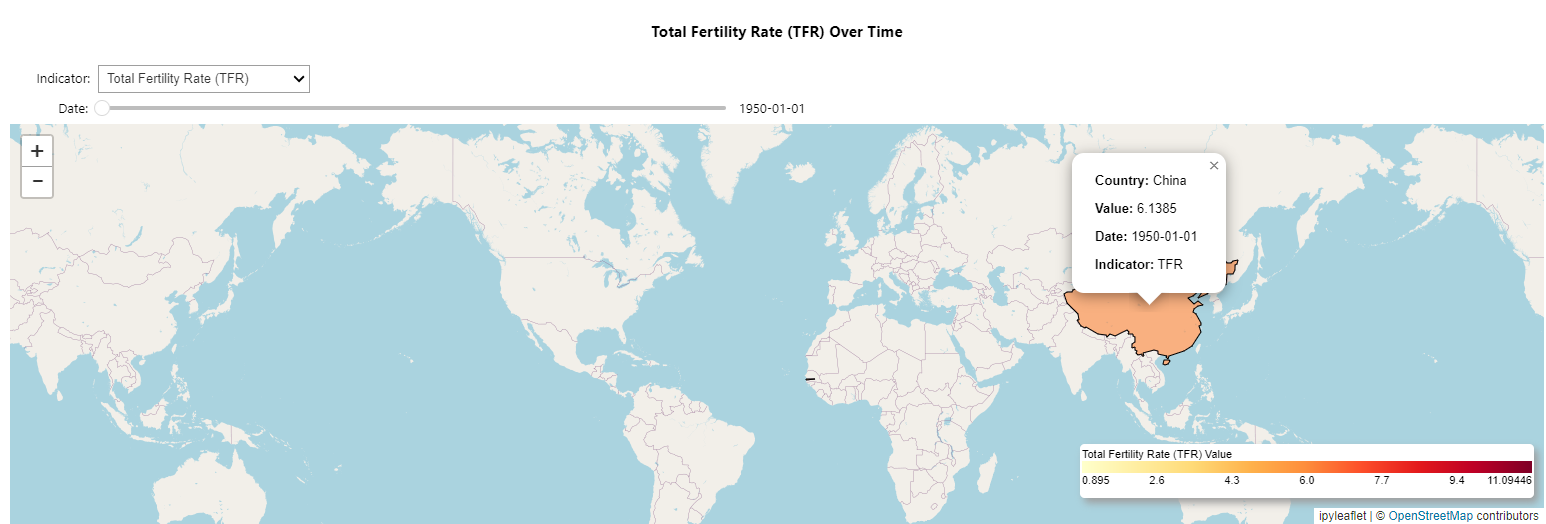 Total Fertility Rate (TFR) Over Time
Indicator: Total Fertility Rate (TFR)
Date: 1950-01-01
+
−
×
Country: China
Value: 6.1385
Date: 1950-01-01
Indicator: TFR
Total Fertility Rate (TFR) Value
0.895 2.6 4.3 6.0 7.7 9.4 11.09446
ipyleaflet | © OpenStreetMap contributors